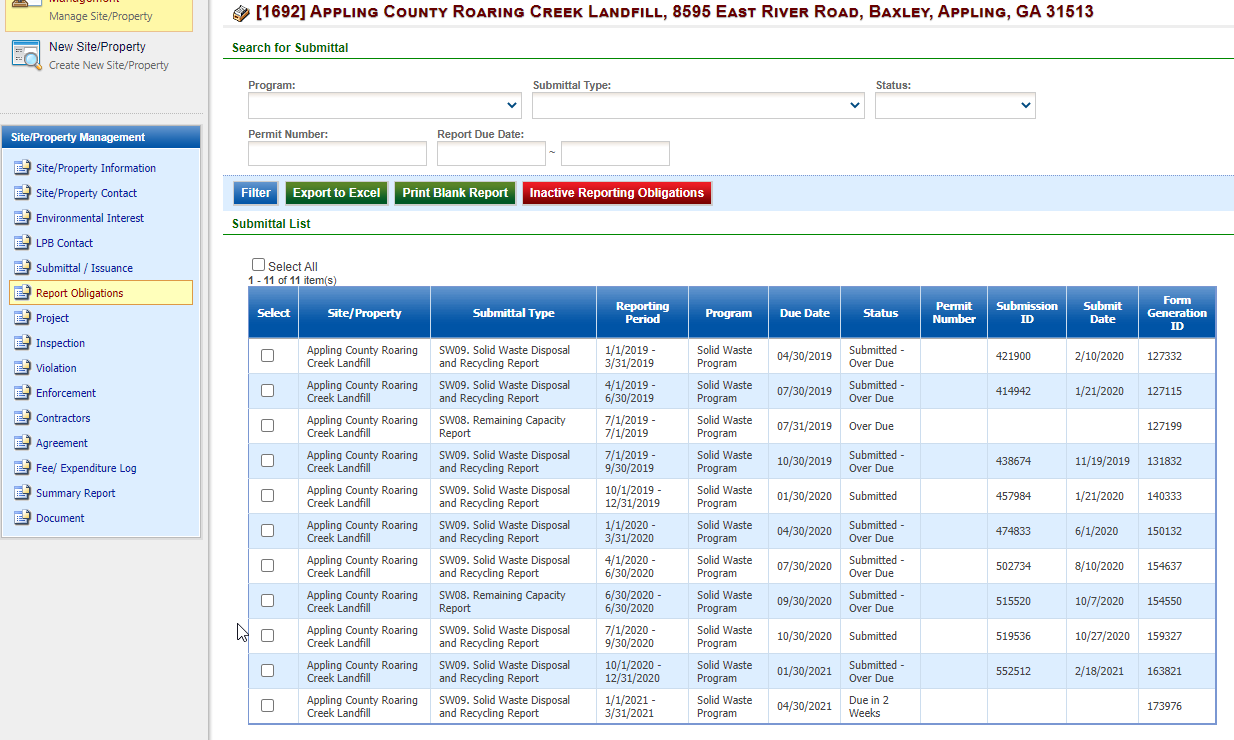 Management
Manage Site/Property
New Site/Property
Create New Site/Property
Site/Property Management
Site/Property Information
Site/Property Contact
Environmental Interest
LPB Contact
Submittal / Issuance
Report Obligations
Project
Inspection
Violation
Enforcement
Contractors
Agreement
Fee/ Expenditure Log
Summary Report
Document
[1692] Appling County Roaring Creek Landfill, 8595 East River Road, Baxley, Appling, GA 31513
Search for Submittal
Program: Submittal Type: Status:
Permit Number: Report Due Date:
~
Filter Export to Excel Print Blank Report Inactive Reporting Obligations
Submittal List
Select All
1 - 11 of 11 item(s)
Select Site/Property Submittal Type Reporting Period Program Due Date Status Permit Number Submission ID Submit Date Form Generation ID
Appling County Roaring Creek Landfill SW09. Solid Waste Disposal and Recycling Report 1/1/2019 - 3/31/2019 Solid Waste Program 04/30/2019 Submitted - Over Due 421900 2/10/2020 127332
Appling County Roaring Creek Landfill SW09. Solid Waste Disposal and Recycling Report 4/1/2019 - 6/30/2019 Solid Waste Program 07/30/2019 Submitted - Over Due 414942 1/21/2020 127115
Appling County Roaring Creek Landfill SW08. Remaining Capacity Report 7/1/2019 - 7/1/2019 Solid Waste Program 07/31/2019 Over Due 127199
Appling County Roaring Creek Landfill SW09. Solid Waste Disposal and Recycling Report 7/1/2019 - 9/30/2019 Solid Waste Program 10/30/2019 Submitted - Over Due 438674 11/19/2019 131832
Appling County Roaring Creek Landfill SW09. Solid Waste Disposal and Recycling Report 10/1/2019 - 12/31/2019 Solid Waste Program 01/30/2020 Submitted 457984 1/21/2020 140333
Appling County Roaring Creek Landfill SW09. Solid Waste Disposal and Recycling Report 1/1/2020 - 3/31/2020 Solid Waste Program 04/30/2020 Submitted - Over Due 474833 6/1/2020 150132
Appling County Roaring Creek Landfill SW09. Solid Waste Disposal and Recycling Report 4/1/2020 - 6/30/2020 Solid Waste Program 07/30/2020 Submitted - Over Due 502734 8/10/2020 154637
Appling County Roaring Creek Landfill SW08. Remaining Capacity Report 6/30/2020 - 6/30/2020 Solid Waste Program 09/30/2020 Submitted - Over Due 515520 10/7/2020 154550
Appling County Roaring Creek Landfill SW09. Solid Waste Disposal and Recycling Report 7/1/2020 - 9/30/2020 Solid Waste Program 10/30/2020 Submitted 519536 10/27/2020 159327
Appling County Roaring Creek Landfill SW09. Solid Waste Disposal and Recycling Report 10/1/2020 - 12/31/2020 Solid Waste Program 01/30/2021 Submitted - Over Due 552512 2/18/2021 163821
Appling County Roaring Creek Landfill SW09. Solid Waste Disposal and Recycling Report 1/1/2021 - 3/31/2021 Solid Waste Program 04/30/2021 Due in 2 Weeks 173976